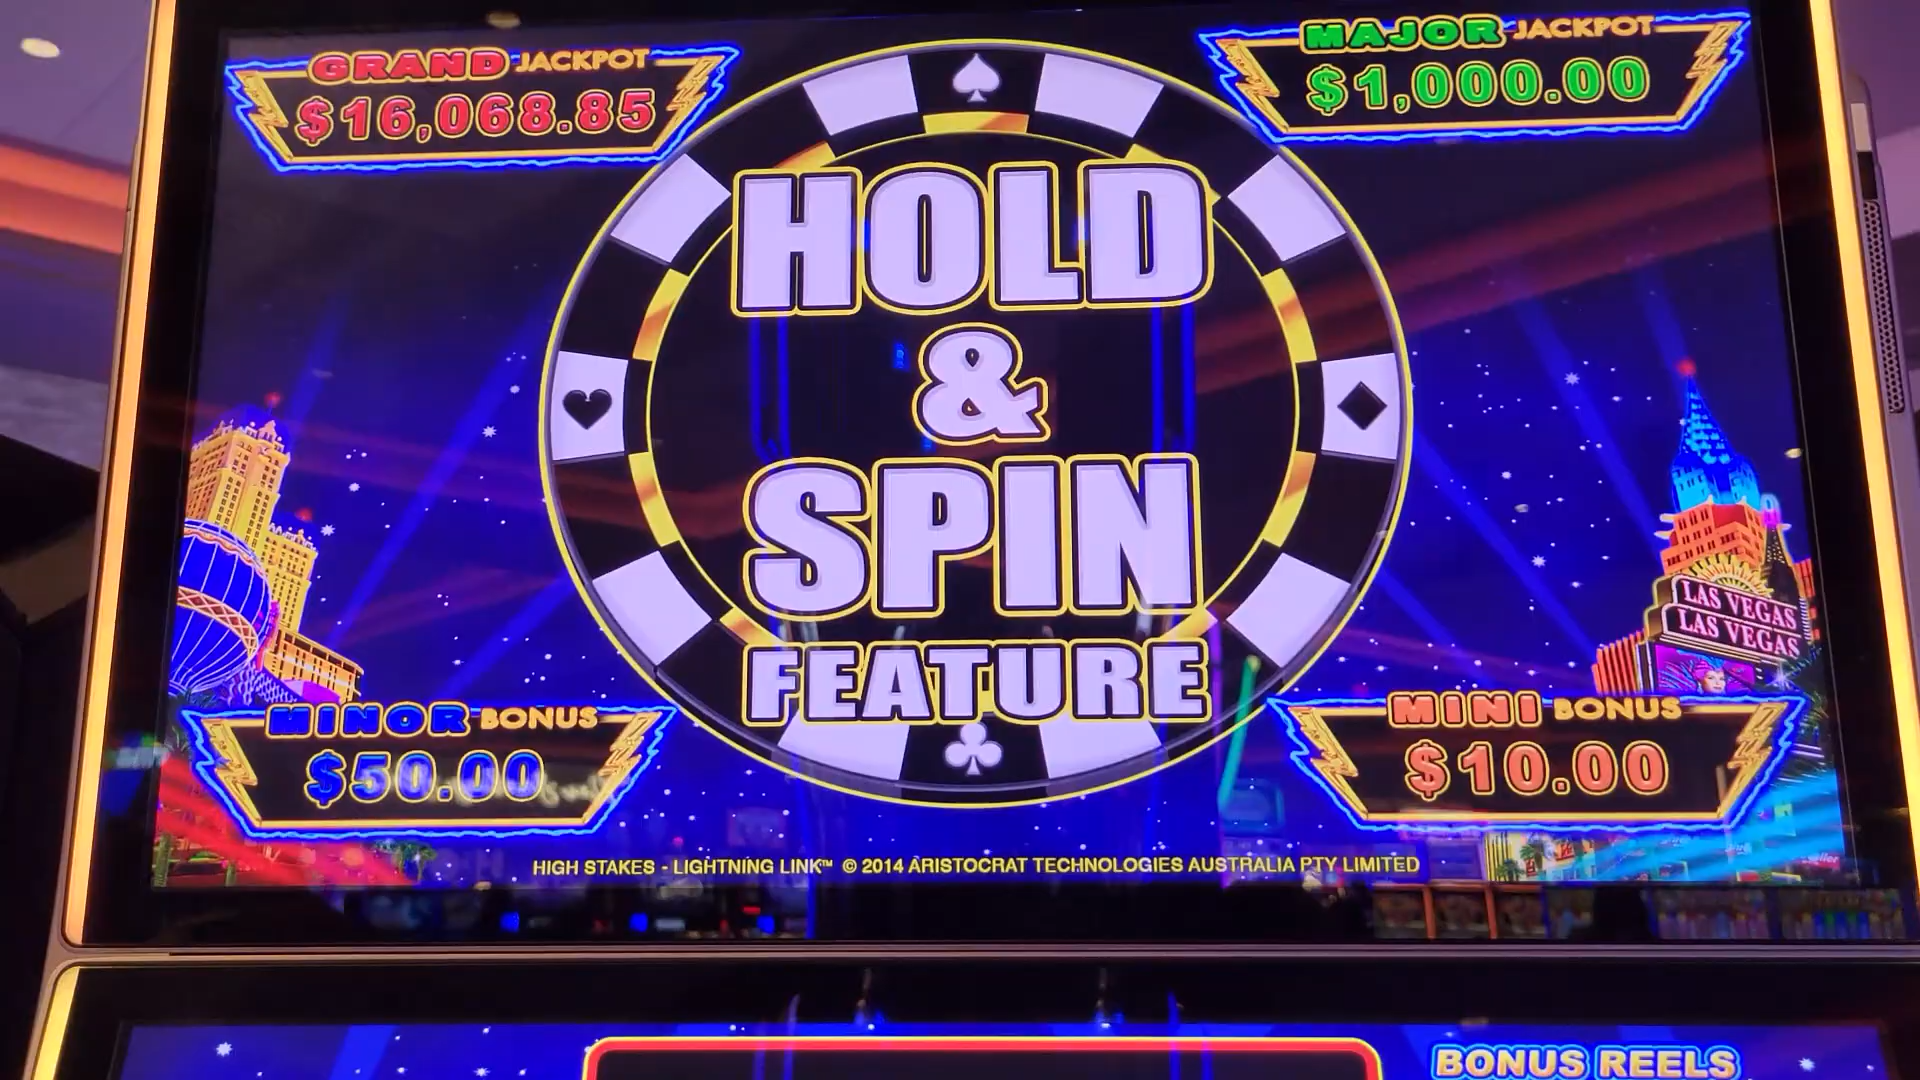 GRAND JACKPOT
$16,068.85
MAJOR JACKPOT
$1,000.00
HOLD
&
SPIN
FEATURE
LAS VEGAS
LAS VEGAS
MINOR BONUS
$50.00
MINI BONUS
$10.00
HIGH STAKES - LIGHTNING LINK™ © 2014 ARISTOCRAT TECHNOLOGIES AUSTRALIA PTY LIMITED
BONUS REELS